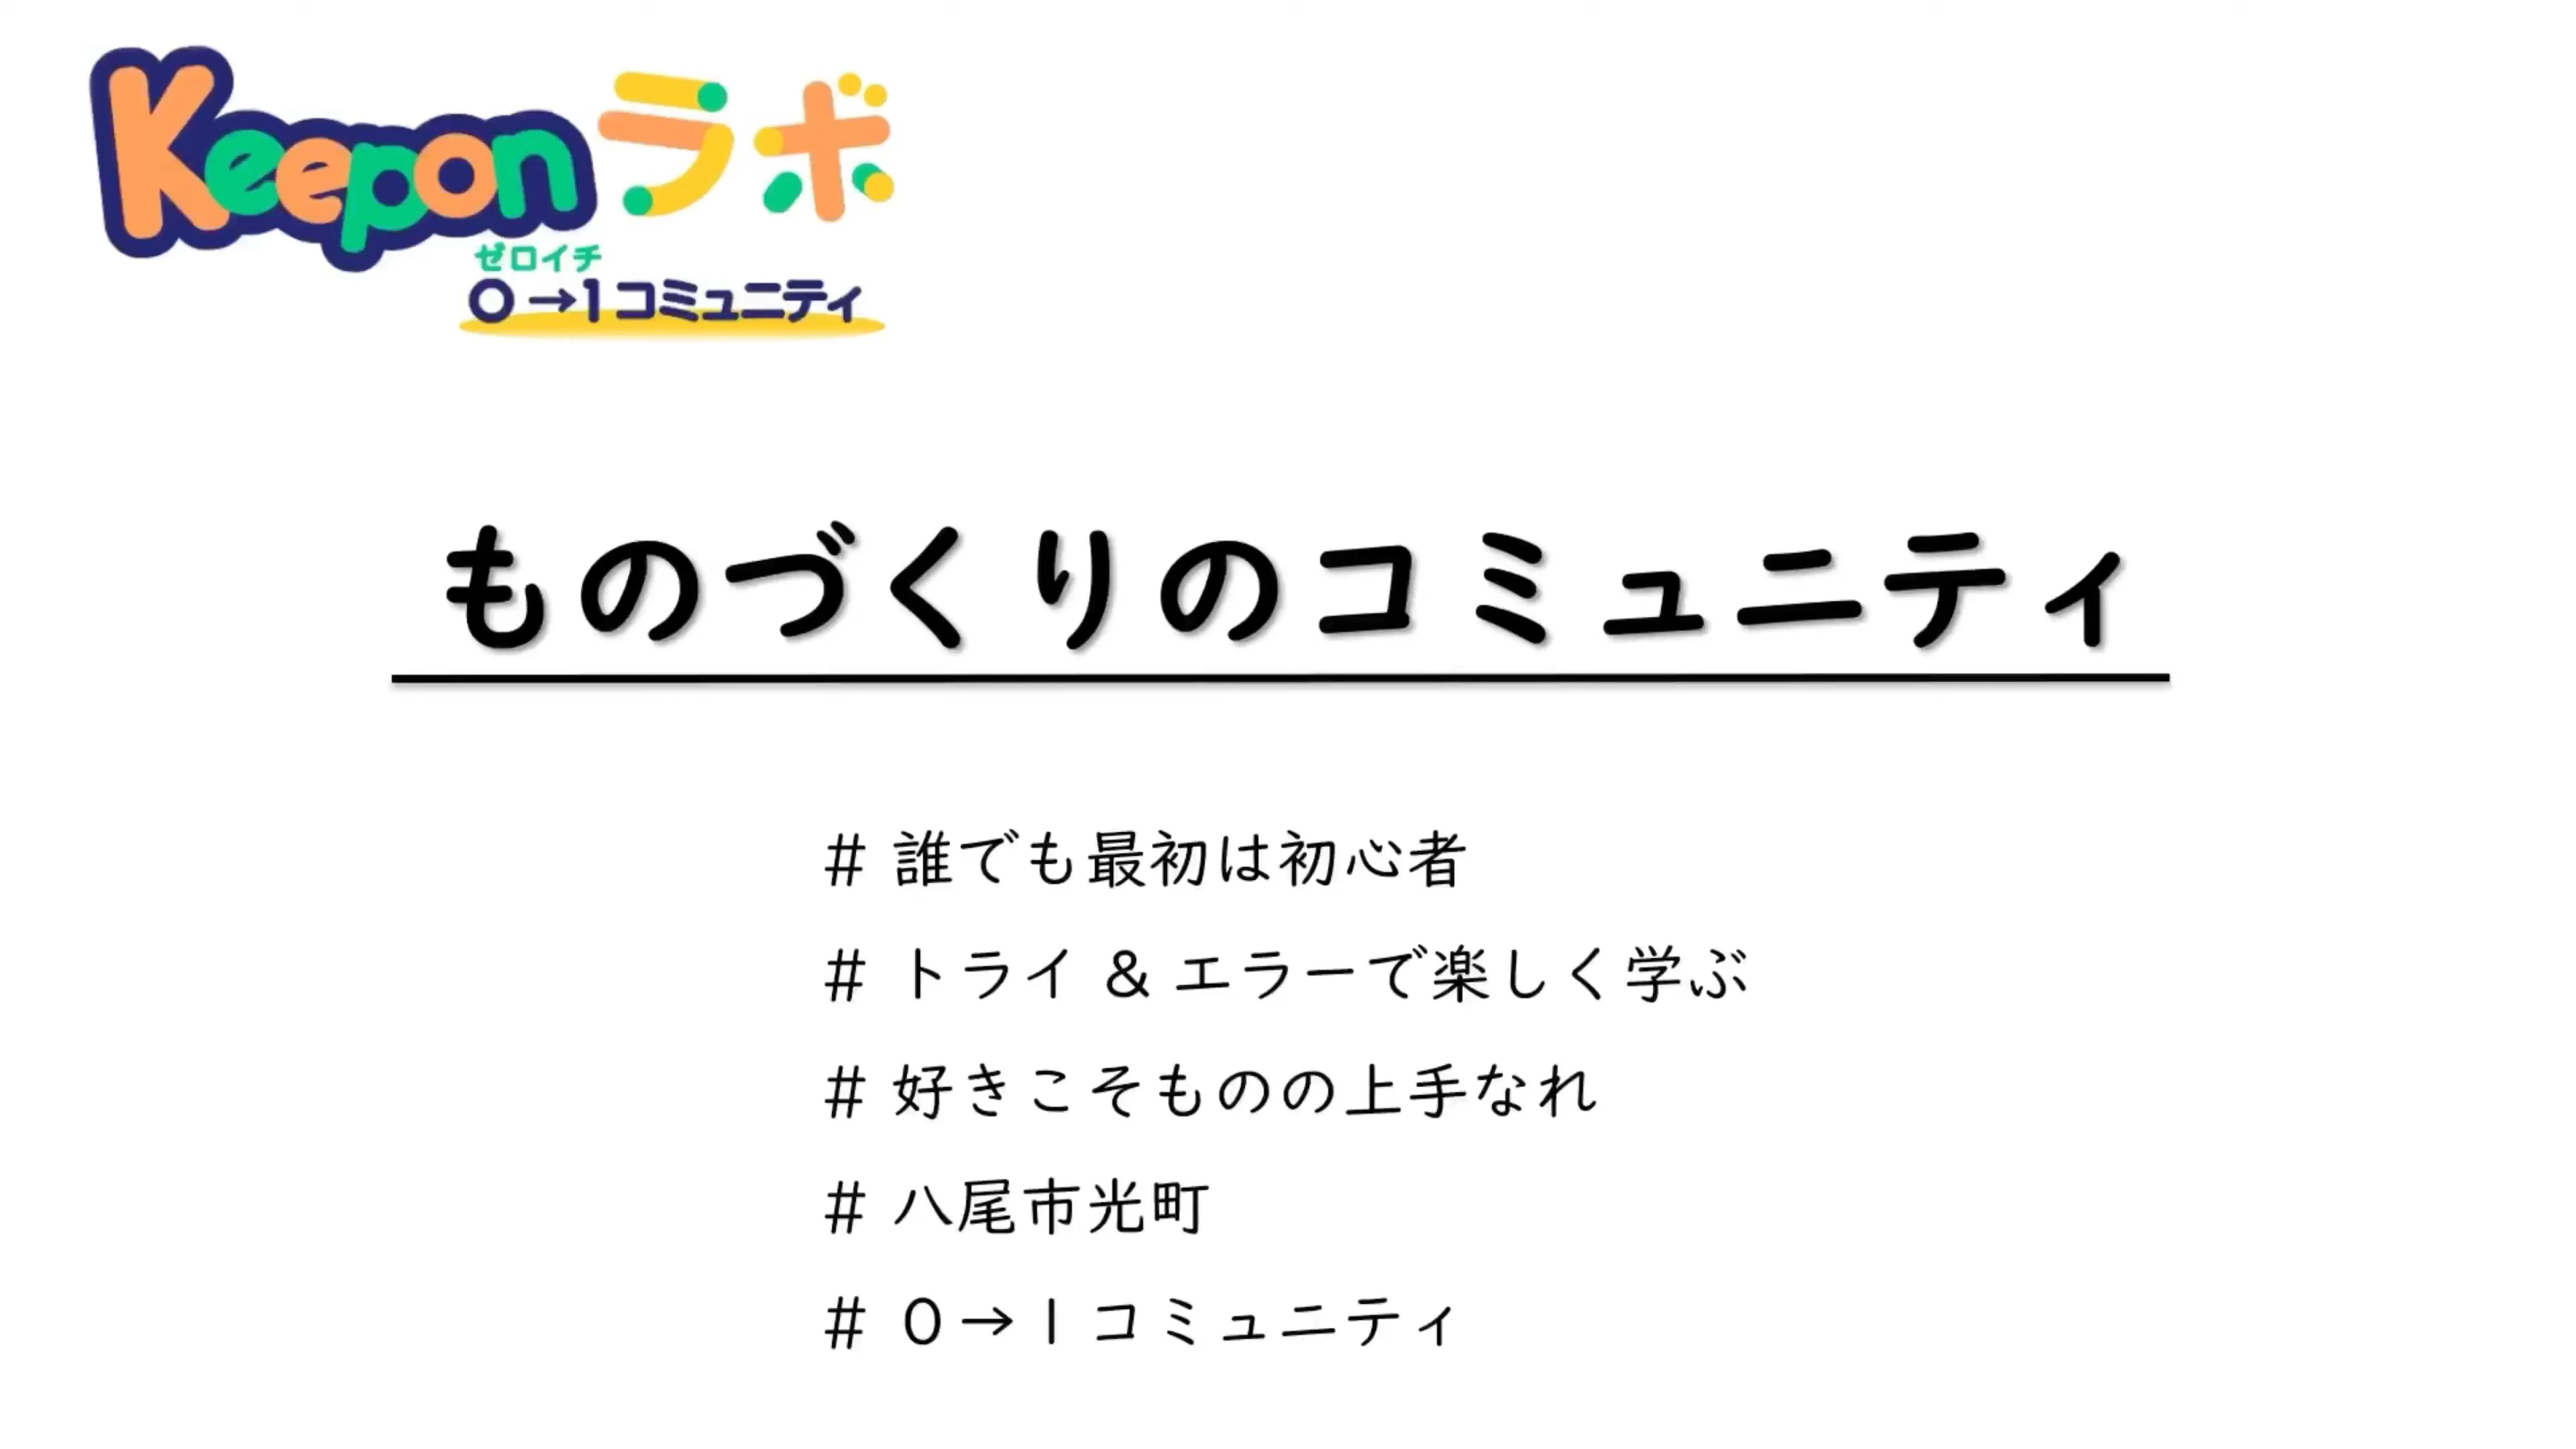 Keeponラボ
ゼロイチ
0→1コミュニティ
ものづくりのコミュニティ
# 誰でも最初は初心者
# トライ & エラーで楽しく学ぶ
# 好きこそものの上手なれ
# 八尾市光町
# 0→1コミュニティ